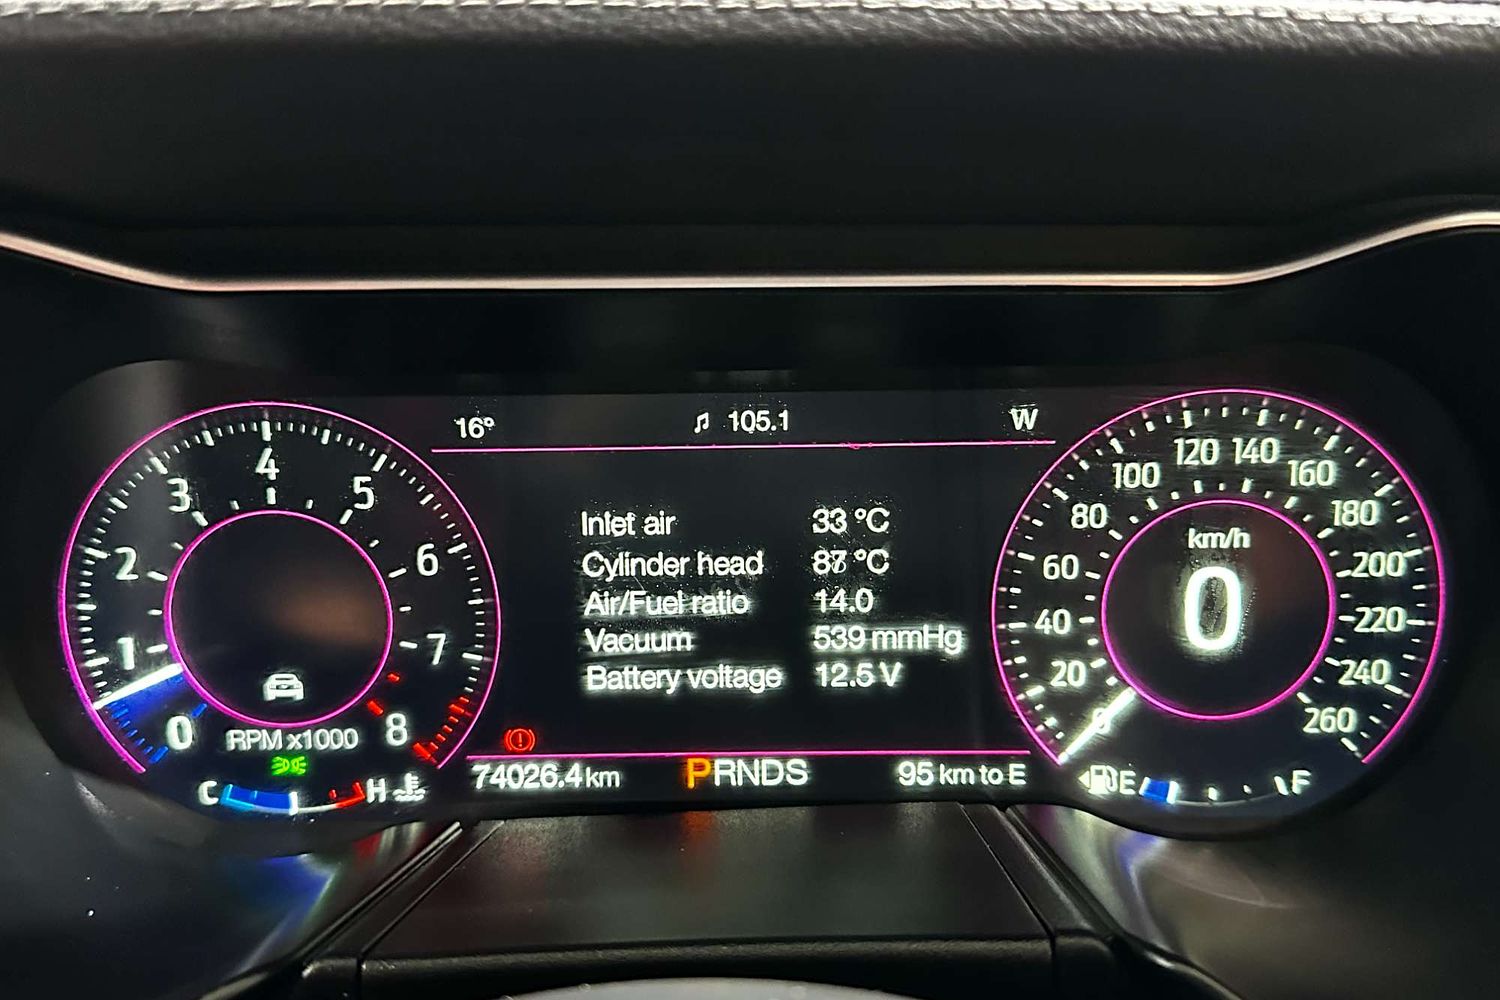 16° 105.1 W
0 1 2 3 4 5 6 7 8
RPM x1000
C H
Inlet air 33 °C
Cylinder head 87 °C
Air/Fuel ratio 14.0
Vacuum 539 mmHg
Battery voltage 12.5 V
0 20 40 60 80 100 120 140 160 180 200 220 240 260
km/h
0
74026.4 km PRNDS 95 km to E
E F